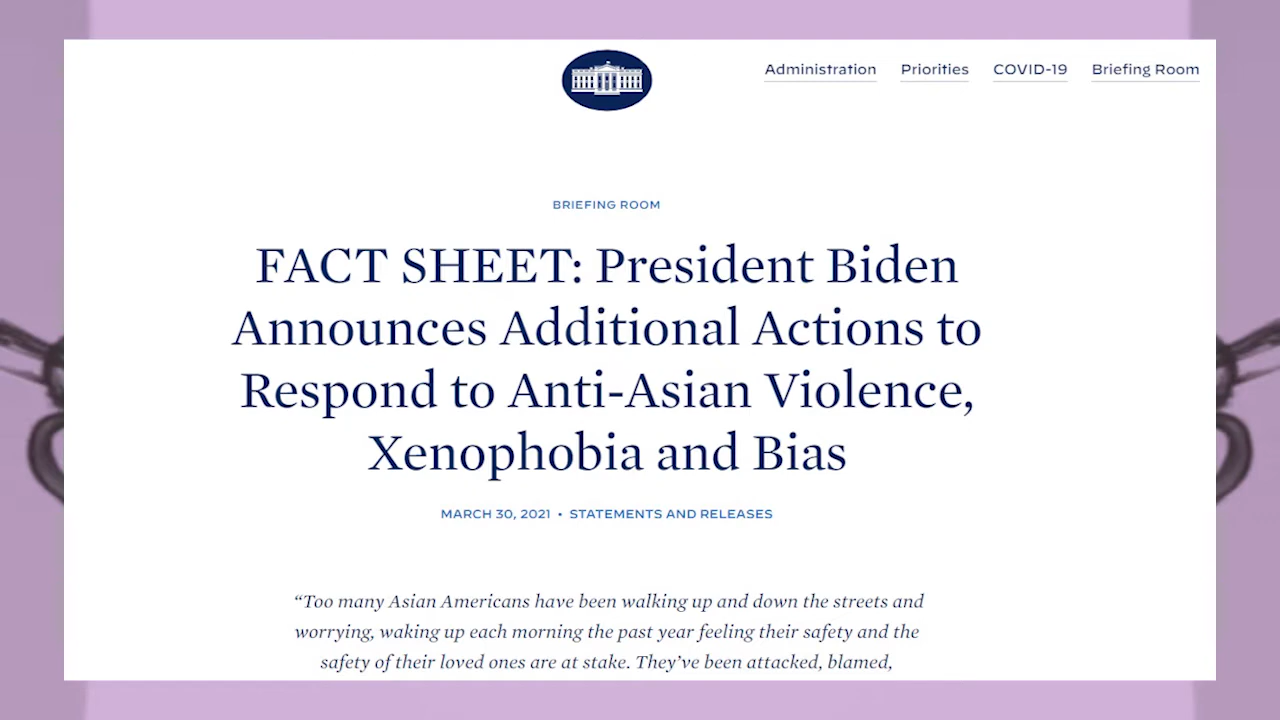 Administration Priorities COVID-19 Briefing Room
BRIEFING ROOM
FACT SHEET: President Biden
Announces Additional Actions to
Respond to Anti-Asian Violence,
Xenophobia and Bias
MARCH 30, 2021 • STATEMENTS AND RELEASES
“Too many Asian Americans have been walking up and down the streets and
worrying, waking up each morning the past year feeling their safety and the
safety of their loved ones are at stake. They’ve been attacked, blamed,